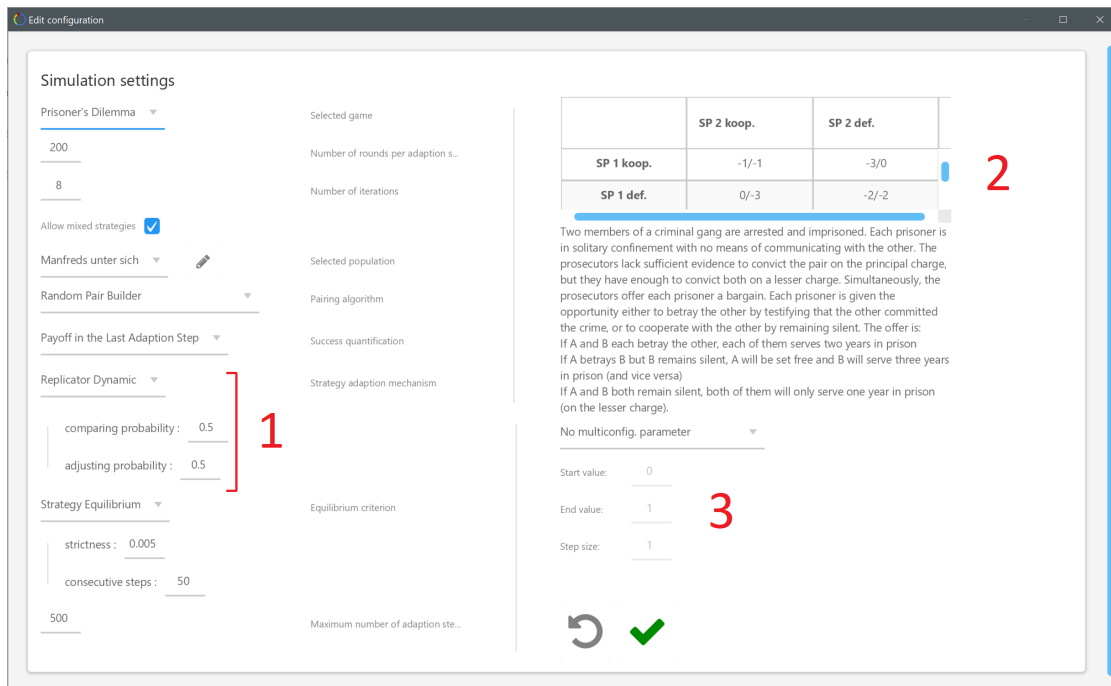 Edit configuration
Simulation settings
Prisoner's Dilemma
Selected game
200
Number of rounds per adaption s...
8
Number of iterations
Allow mixed strategies
Manfreds unter sich
Selected population
Random Pair Builder
Pairing algorithm
Payoff in the Last Adaption Step
Success quantification
Replicator Dynamic
Strategy adaption mechanism
comparing probability : 0.5
adjusting probability : 0.5
1
Strategy Equilibrium
Equilibrium criterion
strictness : 0.005
consecutive steps : 50
500
Maximum number of adaption ste...
SP 2 koop. SP 2 def.
SP 1 koop. -1/-1 -3/0
SP 1 def. 0/-3 -2/-2
2
Two members of a criminal gang are arrested and imprisoned. Each prisoner is
in solitary confinement with no means of communicating with the other. The
prosecutors lack sufficient evidence to convict the pair on the principal charge,
but they have enough to convict both on a lesser charge. Simultaneously, the
prosecutors offer each prisoner a bargain. Each prisoner is given the
opportunity either to betray the other by testifying that the other committed
the crime, or to cooperate with the other by remaining silent. The offer is:
If A and B each betray the other, each of them serves two years in prison
If A betrays B but B remains silent, A will be set free and B will serve three years
in prison (and vice versa)
If A and B both remain silent, both of them will only serve one year in prison
(on the lesser charge).
No multiconfig. parameter
Start value: 0
End value: 1
Step size: 1
3